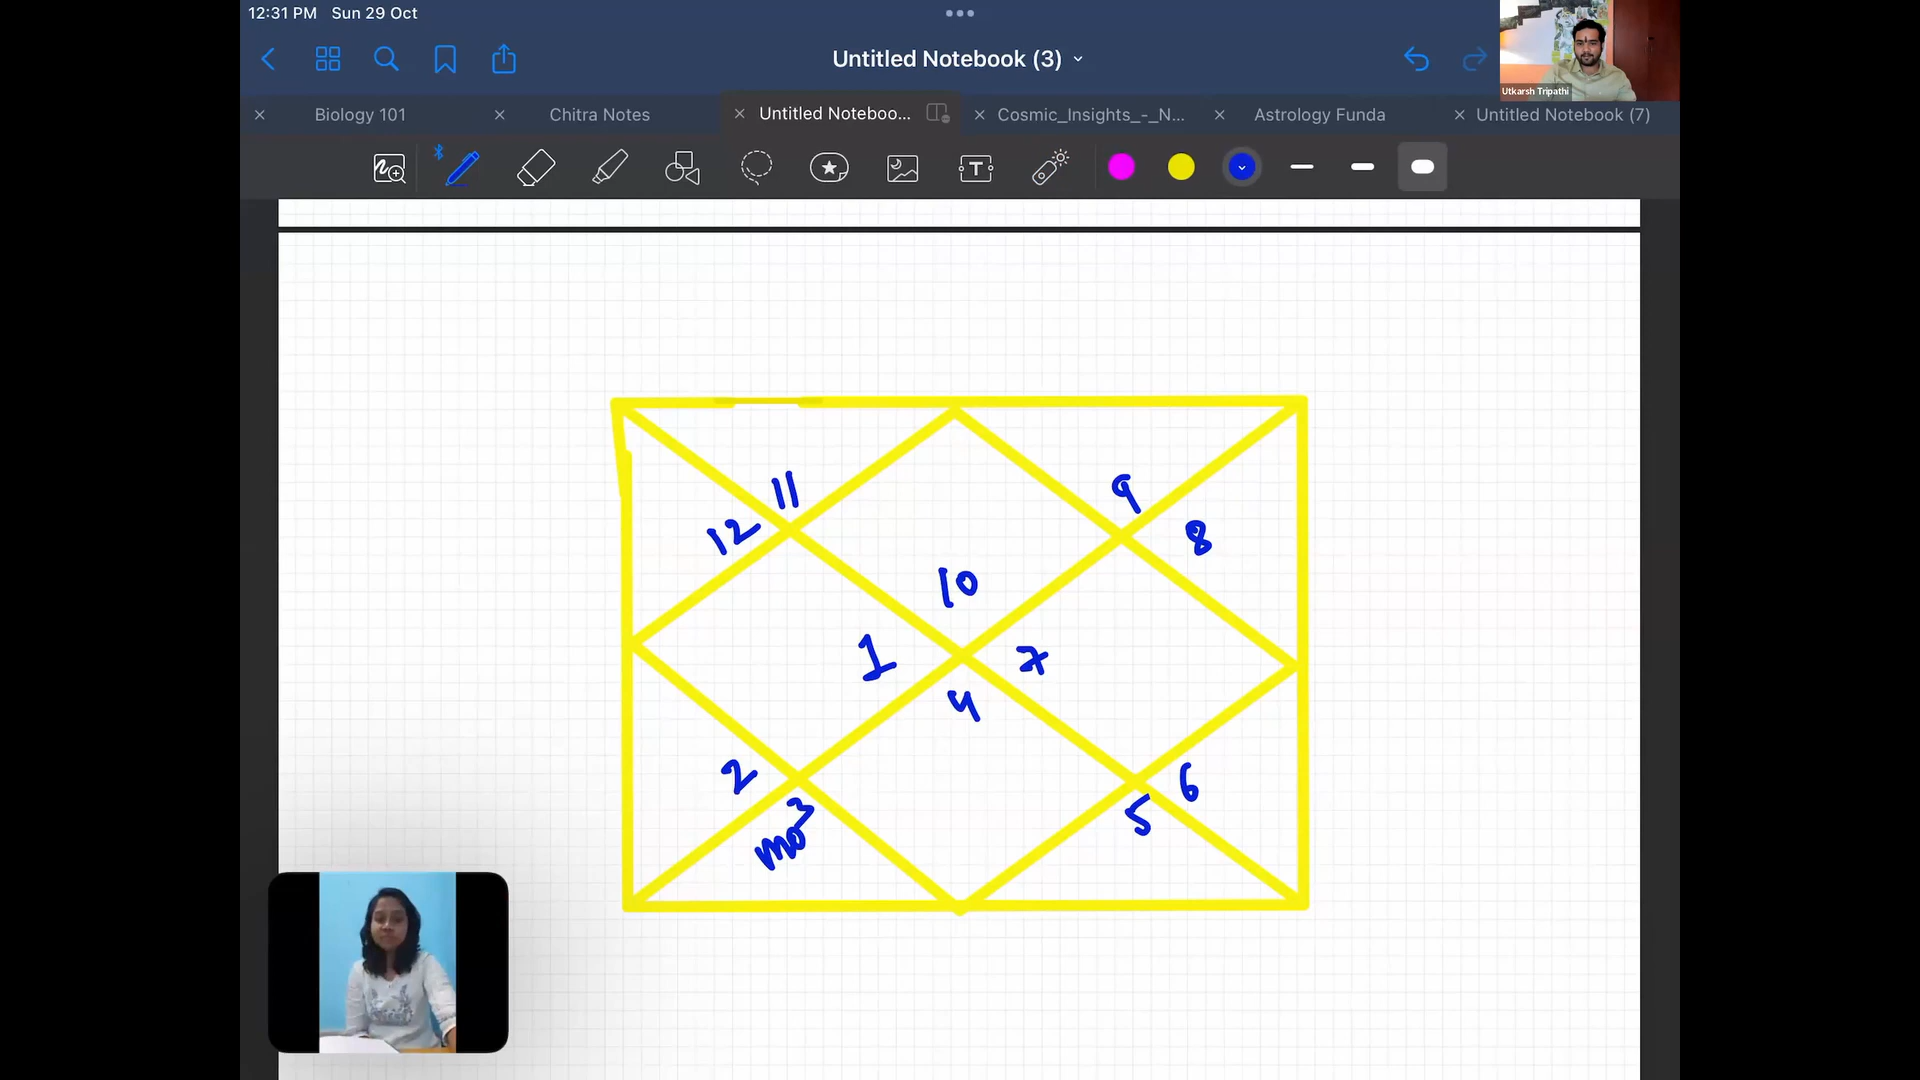 12:31 PM Sun 29 Oct
Untitled Notebook (3)
Utkarsh Tripathi
Biology 101
Chitra Notes
Untitled Noteboo...
Cosmic_Insights_-_N...
Astrology Funda
Untitled Notebook (7)
T
11
9
12
8
10
1
7
4
2
3
mo
5
6